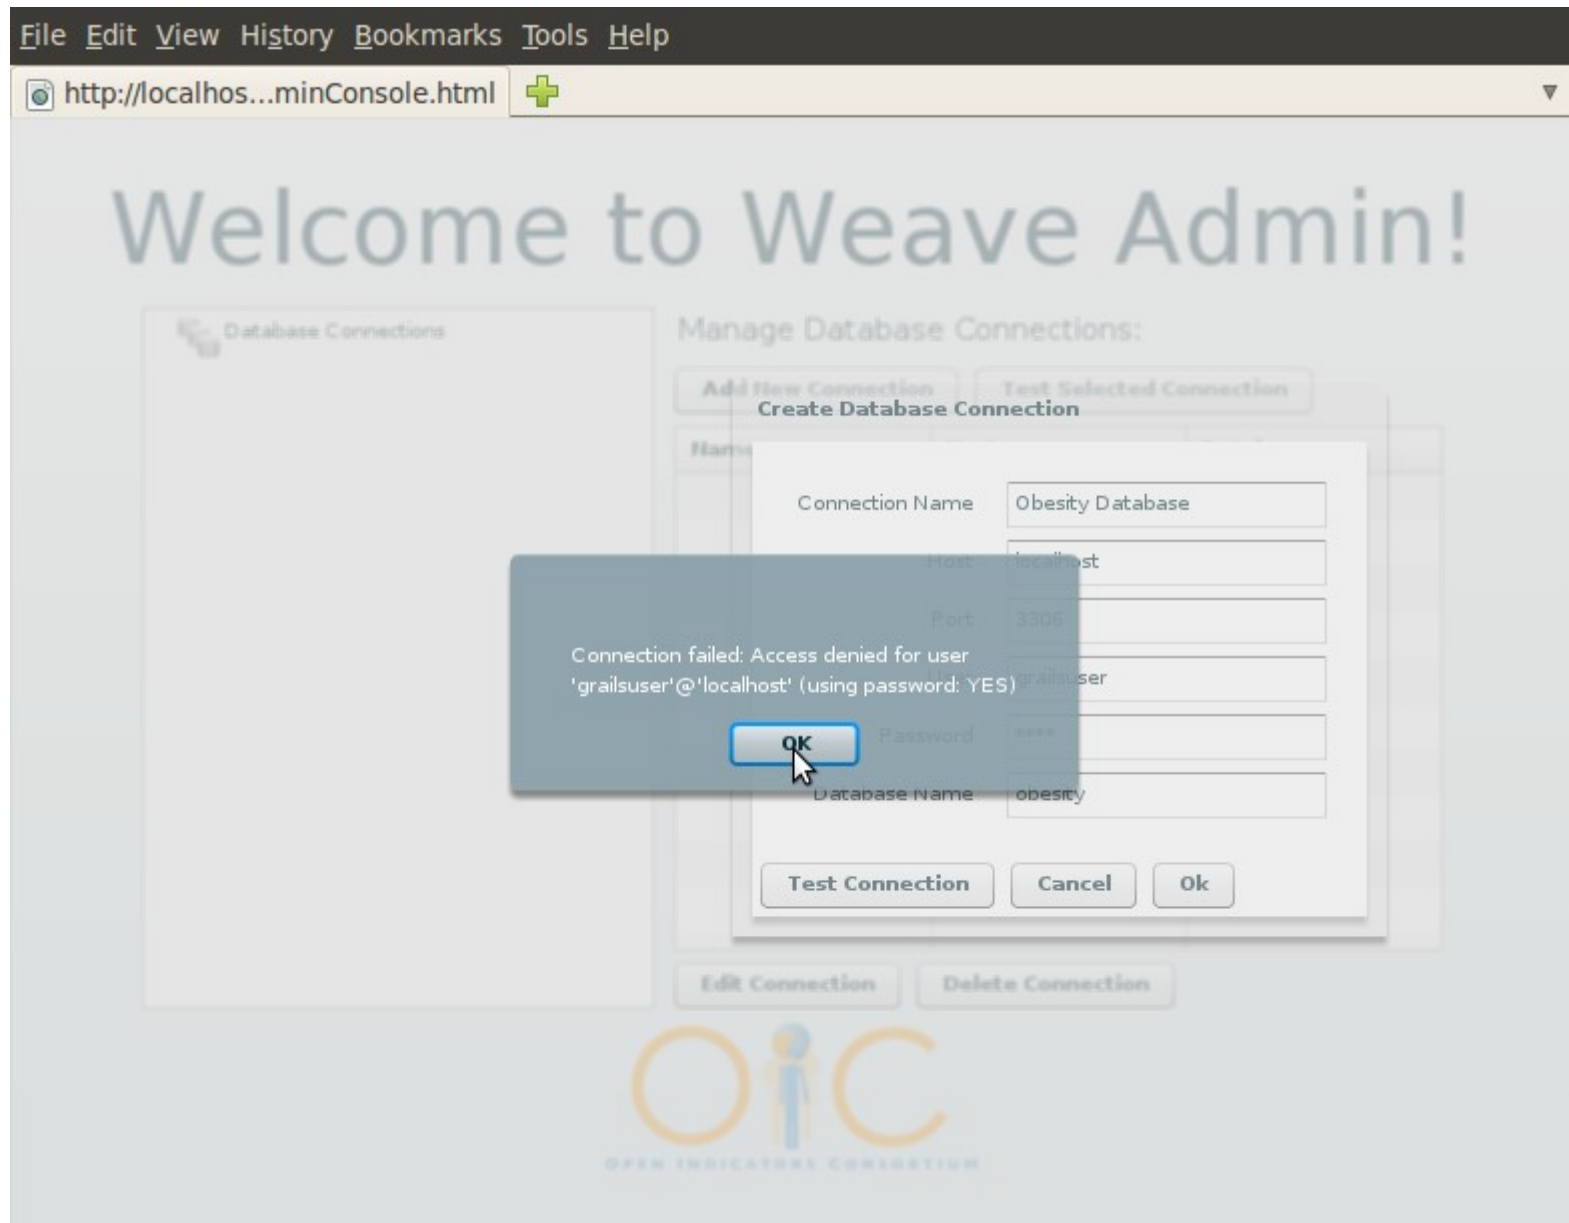 File Edit View History Bookmarks Tools Help
http://localhos...minConsole.html
Welcome to Weave Admin!
Database Connections
Manage Database Connections:
Add New Connection Test Selected Connection
Create Database Connection
Name
Connection Name Obesity Database
Host localhost
Port 3306
Connection failed: Access denied for user
'grailsuser'@'localhost' (using password: YES)
User grailsuser
Password ****
OK
Database Name obesity
Test Connection Cancel Ok
Edit Connection Delete Connection
OiC
OPEN INDICATORS CONSORTIUM